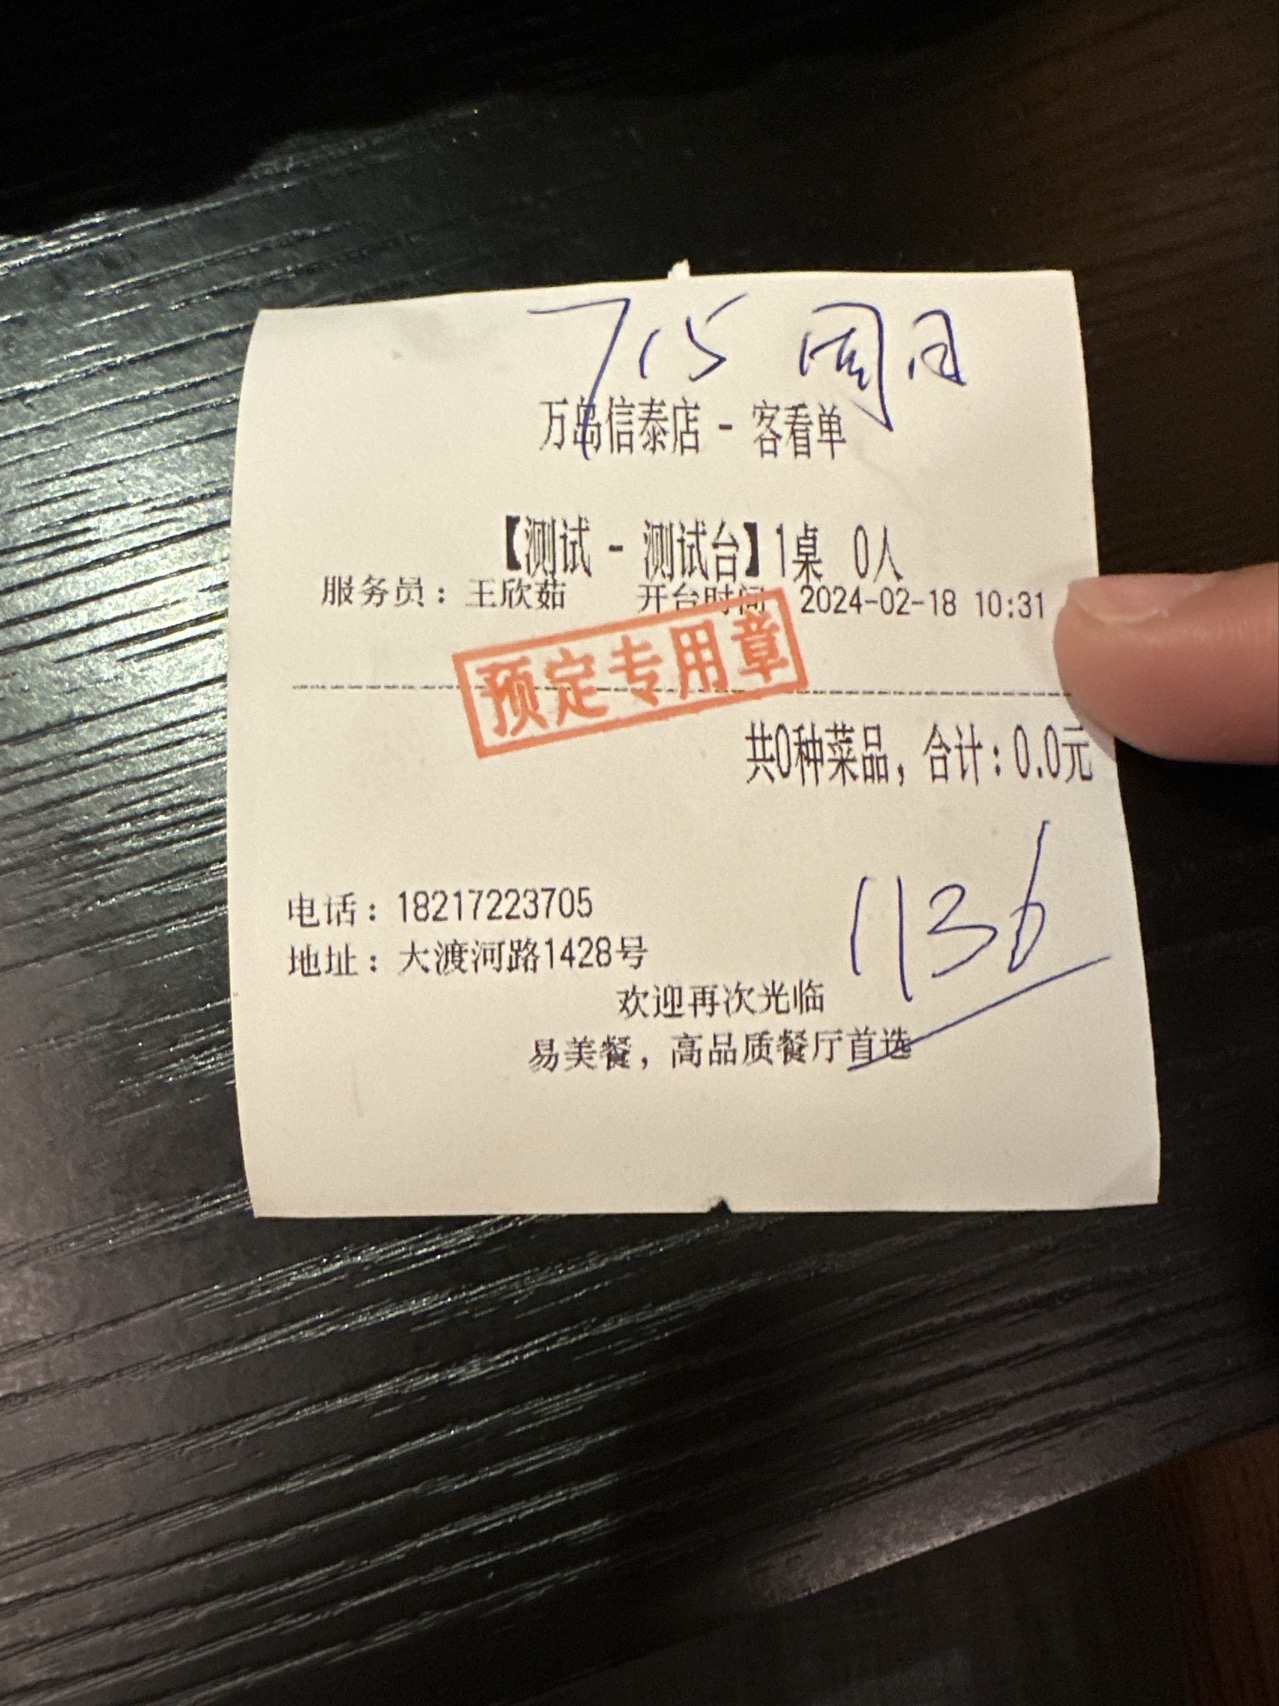 715 周日
万岛信泰店 - 客看单
【测试 - 测试台】1桌 0人
服务员：王欣茹 开台时间 2024-02-18 10:31
预定专用章
共0种菜品，合计：0.0元
1136
电话：18217223705
地址：大渡河路1428号
欢迎再次光临
易美餐，高品质餐厅首选